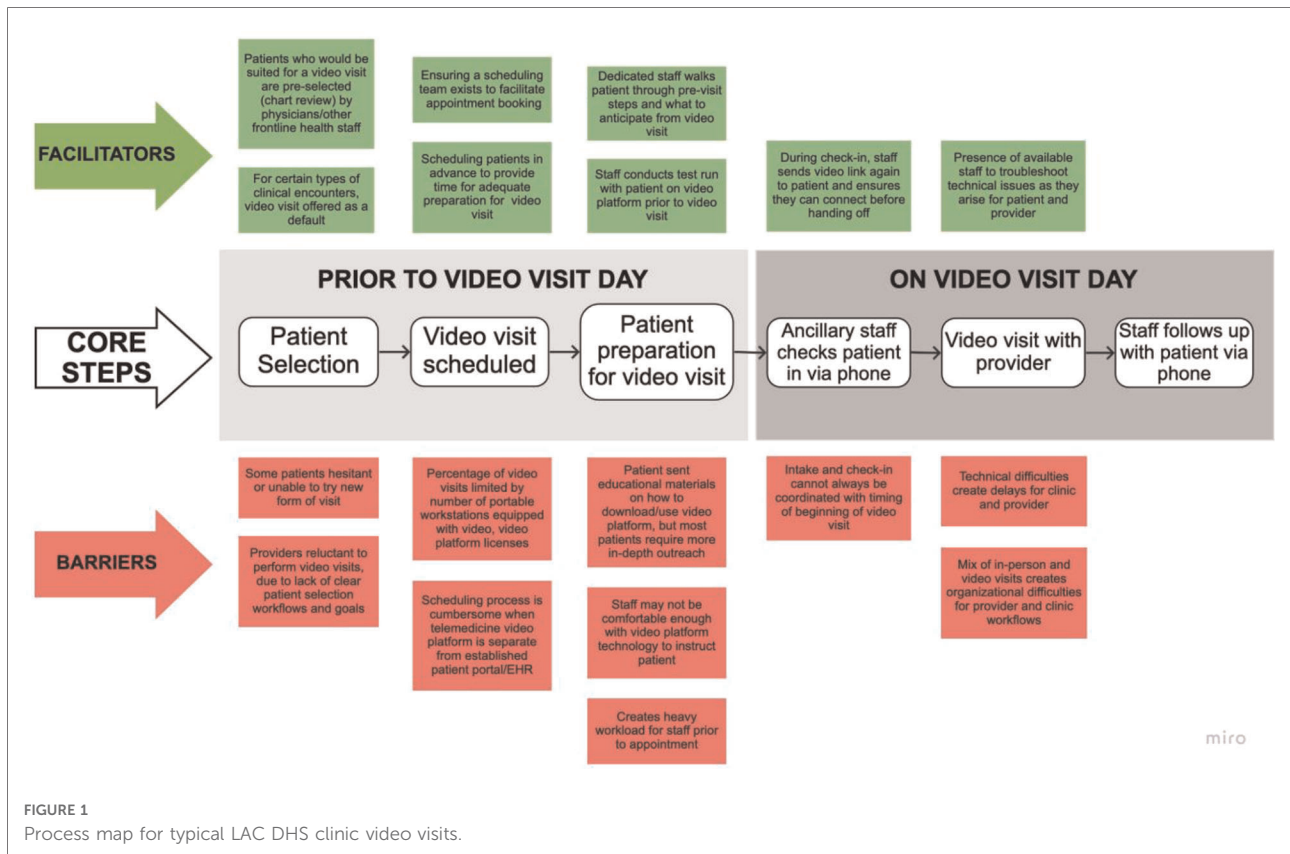 Patients who would be
suited for a video visit
are pre-selected
(chart review) by
physicians/other
frontline health staff
Ensuring a scheduling
team exists to facilitate
appointment booking
Dedicated staff walks
patient through pre-visit
steps and what to
anticipate from video
visit
FACILITATORS
For certain types of
clinical encounters,
video visit offered as a
default
Scheduling patients in
advance to provide
time for adequate
preparation for video
visit
Staff conducts test run
with patient on video
platform prior to video
visit
During check-in, staff
sends video link again
to patient and ensures
they can connect before
handing off
Presence of available
staff to troubleshoot
technical issues as they
arise for patient and
provider
PRIOR TO VIDEO VISIT DAY
ON VIDEO VISIT DAY
CORE
STEPS
Patient
Selection
Video visit
scheduled
Patient
preparation
for video visit
Ancillary staff
checks patient
in via phone
Video visit with
provider
Staff follows up
with patient via
phone
BARRIERS
Some patients hesitant
or unable to try new
form of visit
Providers reluctant to
perform video visits,
due to lack of clear
patient selection
workflows and goals
Percentage of video
visits limited by
number of portable
workstations equipped
with video, video
platform licenses
Scheduling process is
cumbersome when
telemedicine video
platform is separate
from established
patient portal/EHR
Patient sent
educational materials
on how to
download/use video
platform, but most
patients require more
in-depth outreach
Staff may not be
comfortable enough
with video platform
technology to instruct
patient
Creates heavy
workload for staff prior
to appointment
Intake and check-in
cannot always be
coordinated with timing
of beginning of video
visit
Technical difficulties
create delays for clinic
and provider
Mix of in-person and
video visits creates
organizational difficulties
for provider and clinic
workflows
miro
FIGURE 1
Process map for typical LAC DHS clinic video visits.